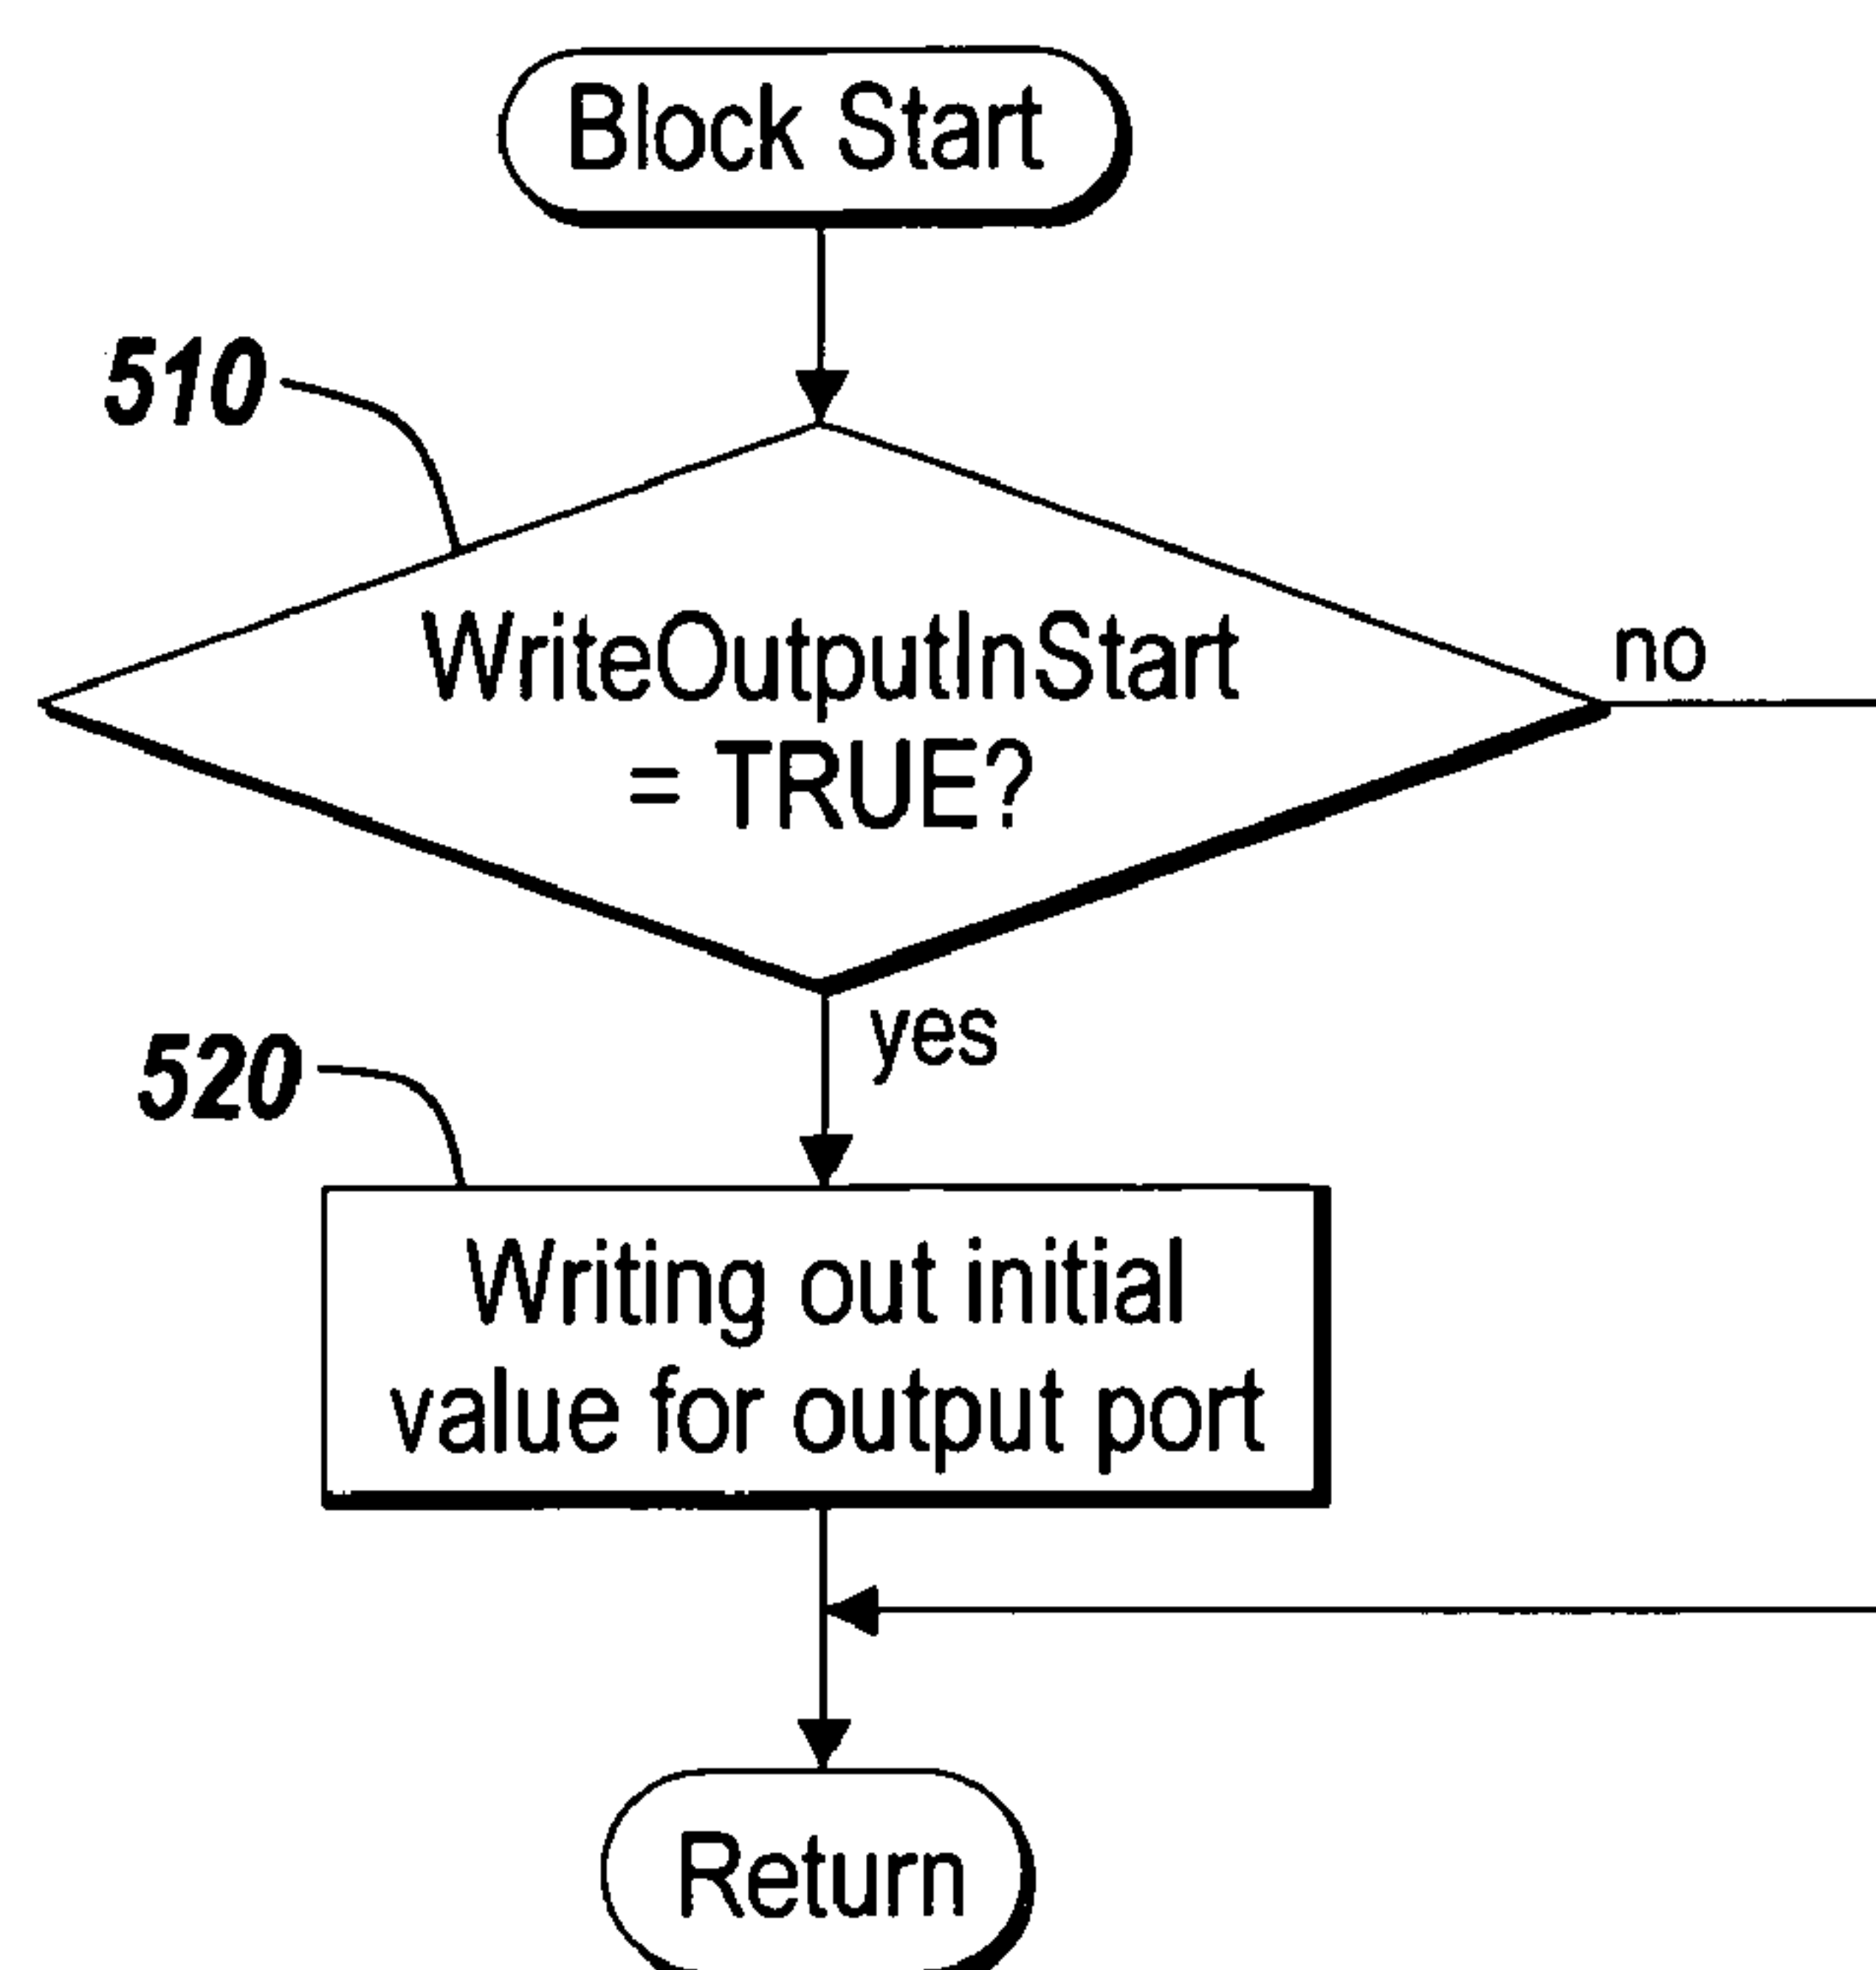 Block Start
510
WriteOutputInStart
= TRUE?
no
yes
520
Writing out initial
value for output port
Return